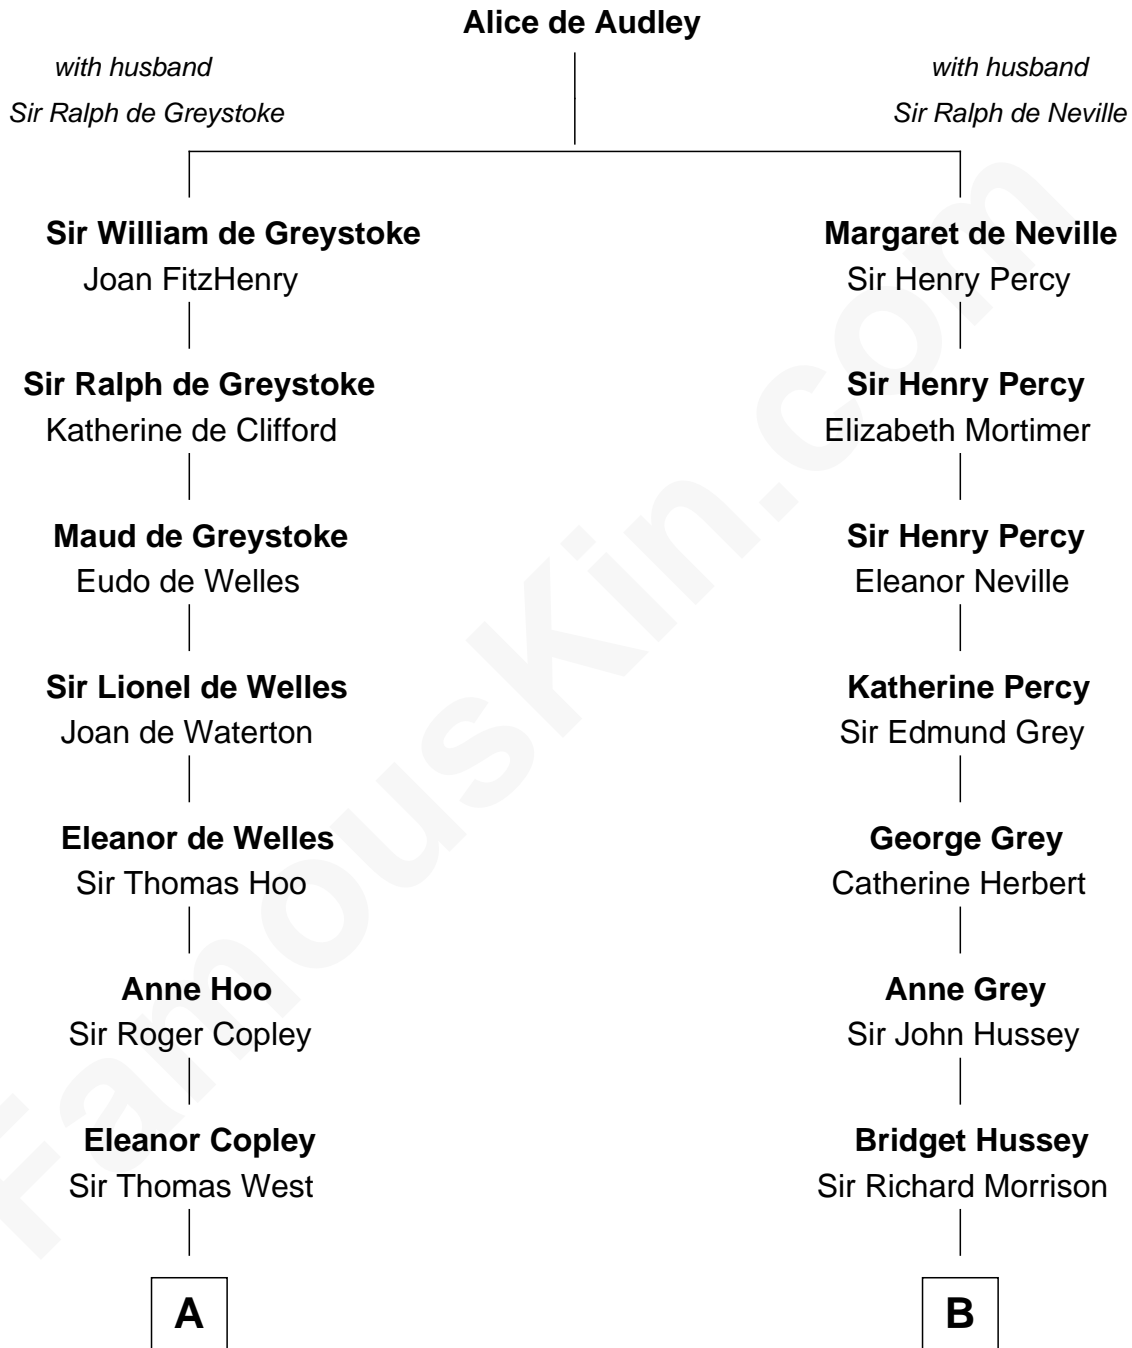 Alice de Audley
with husband
Sir Ralph de Greystoke
with husband
Sir Ralph de Neville
Sir William de Greystoke
Joan FitzHenry
Margaret de Neville
Sir Henry Percy
Sir Ralph de Greystoke
Katherine de Clifford
Sir Henry Percy
Elizabeth Mortimer
Maud de Greystoke
Eudo de Welles
Sir Henry Percy
Eleanor Neville
Sir Lionel de Welles
Joan de Waterton
Katherine Percy
Sir Edmund Grey
Eleanor de Welles
Sir Thomas Hoo
George Grey
Catherine Herbert
Anne Hoo
Sir Roger Copley
Anne Grey
Sir John Hussey
Eleanor Copley
Sir Thomas West
Bridget Hussey
Sir Richard Morrison
A
B
FamousKin.com